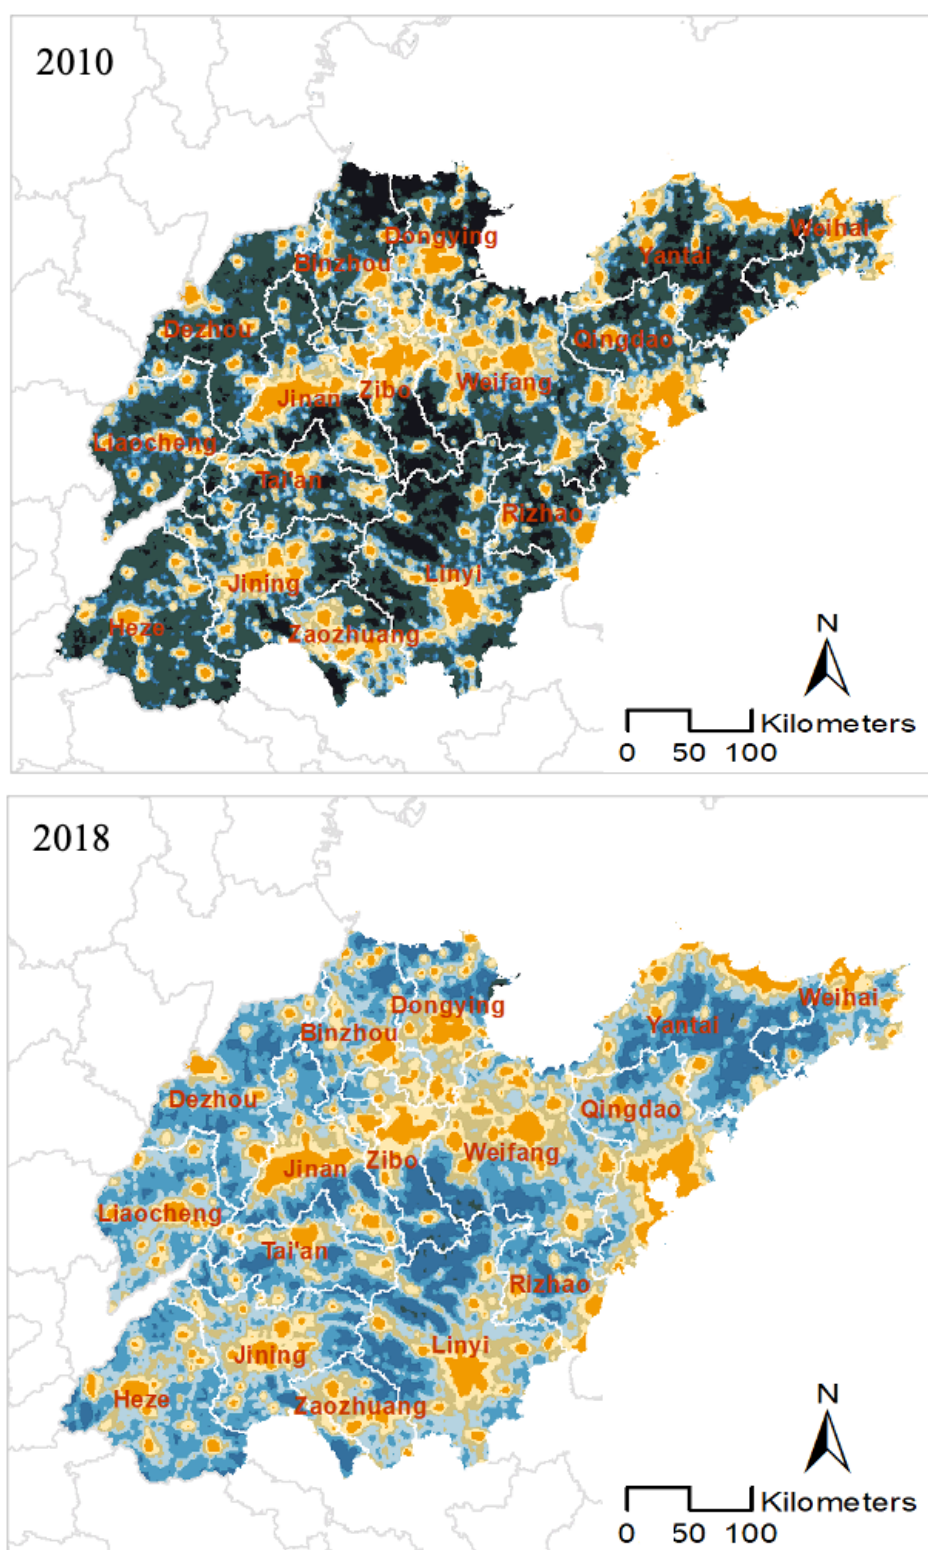 2010
Dongying
Weihai
Yantai
Binzhou
Dezhou
Qingdao
Weifang
Jinan
Zibo
Liaocheng
Tai'an
Rizhao
Linyi
Jining
Heze
Zaozhuang
N
Kilometers
0 50 100
2018
Weihai
Dongying
Yantai
Binzhou
Dezhou
Qingdao
Weifang
Zibo
Jinan
Liaocheng
Tai'an
Rizhao
Linyi
Jining
Heze
Zaozhuang
N
Kilometers
0 50 100